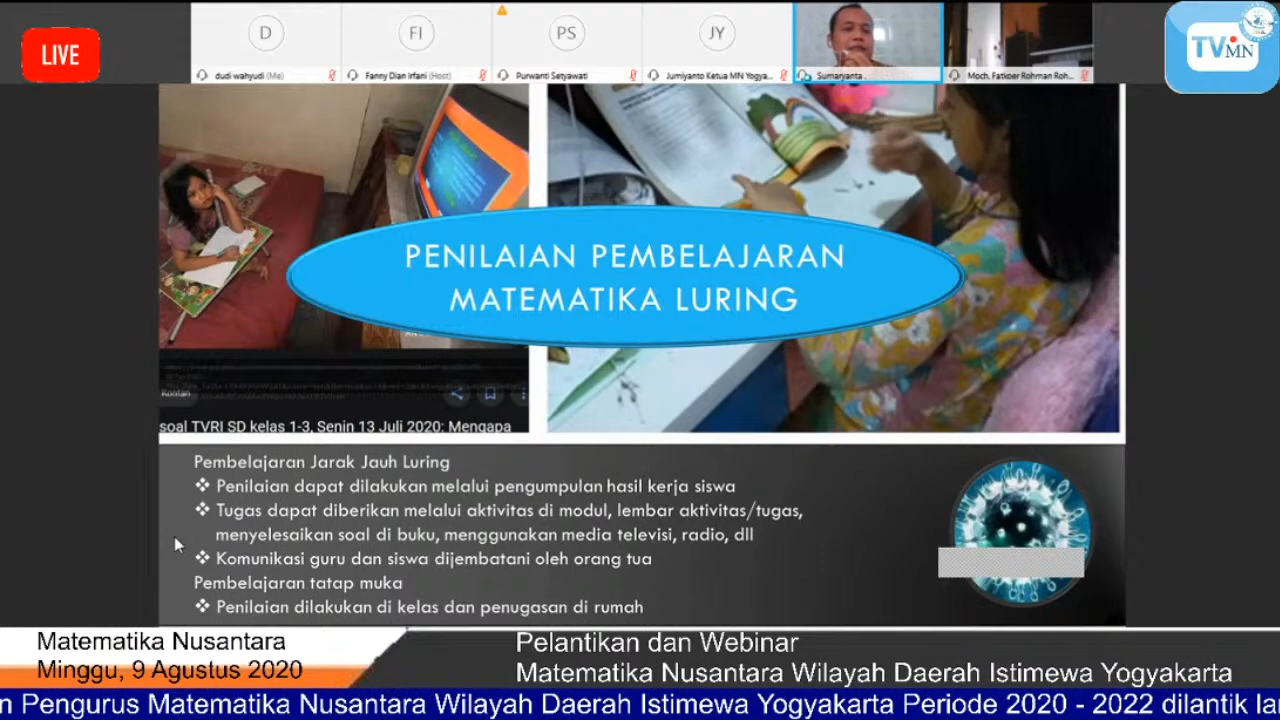 LIVE
D
FI
PS
JY
dudi wahyudi (Me)
Fanny Dian Irfani (Host)
Purwanti Setyawati
Jumiyanto Ketua MN Yogya...
Sumaryanta
Moch. Fatkoer Rohman Roh...
TV MN
PENILAIAN PEMBELAJARAN
MATEMATIKA LURING
Kontan
soal TVRI SD kelas 1-3, Senin 13 Juli 2020: Mengapa
Pembelajaran Jarak Jauh Luring
❖ Penilaian dapat dilakukan melalui pengumpulan hasil kerja siswa
❖ Tugas dapat diberikan melalui aktivitas di modul, lembar aktivitas/tugas,
menyelesaikan soal di buku, menggunakan media televisi, radio, dll
❖ Komunikasi guru dan siswa dijembatani oleh orang tua
Pembelajaran tatap muka
❖ Penilaian dilakukan di kelas dan penugasan di rumah
Matematika Nusantara
Minggu, 9 Agustus 2020
Pelantikan dan Webinar
Matematika Nusantara Wilayah Daerah Istimewa Yogyakarta
n Pengurus Matematika Nusantara Wilayah Daerah Istimewa Yogyakarta Periode 2020 - 2022 dilantik la